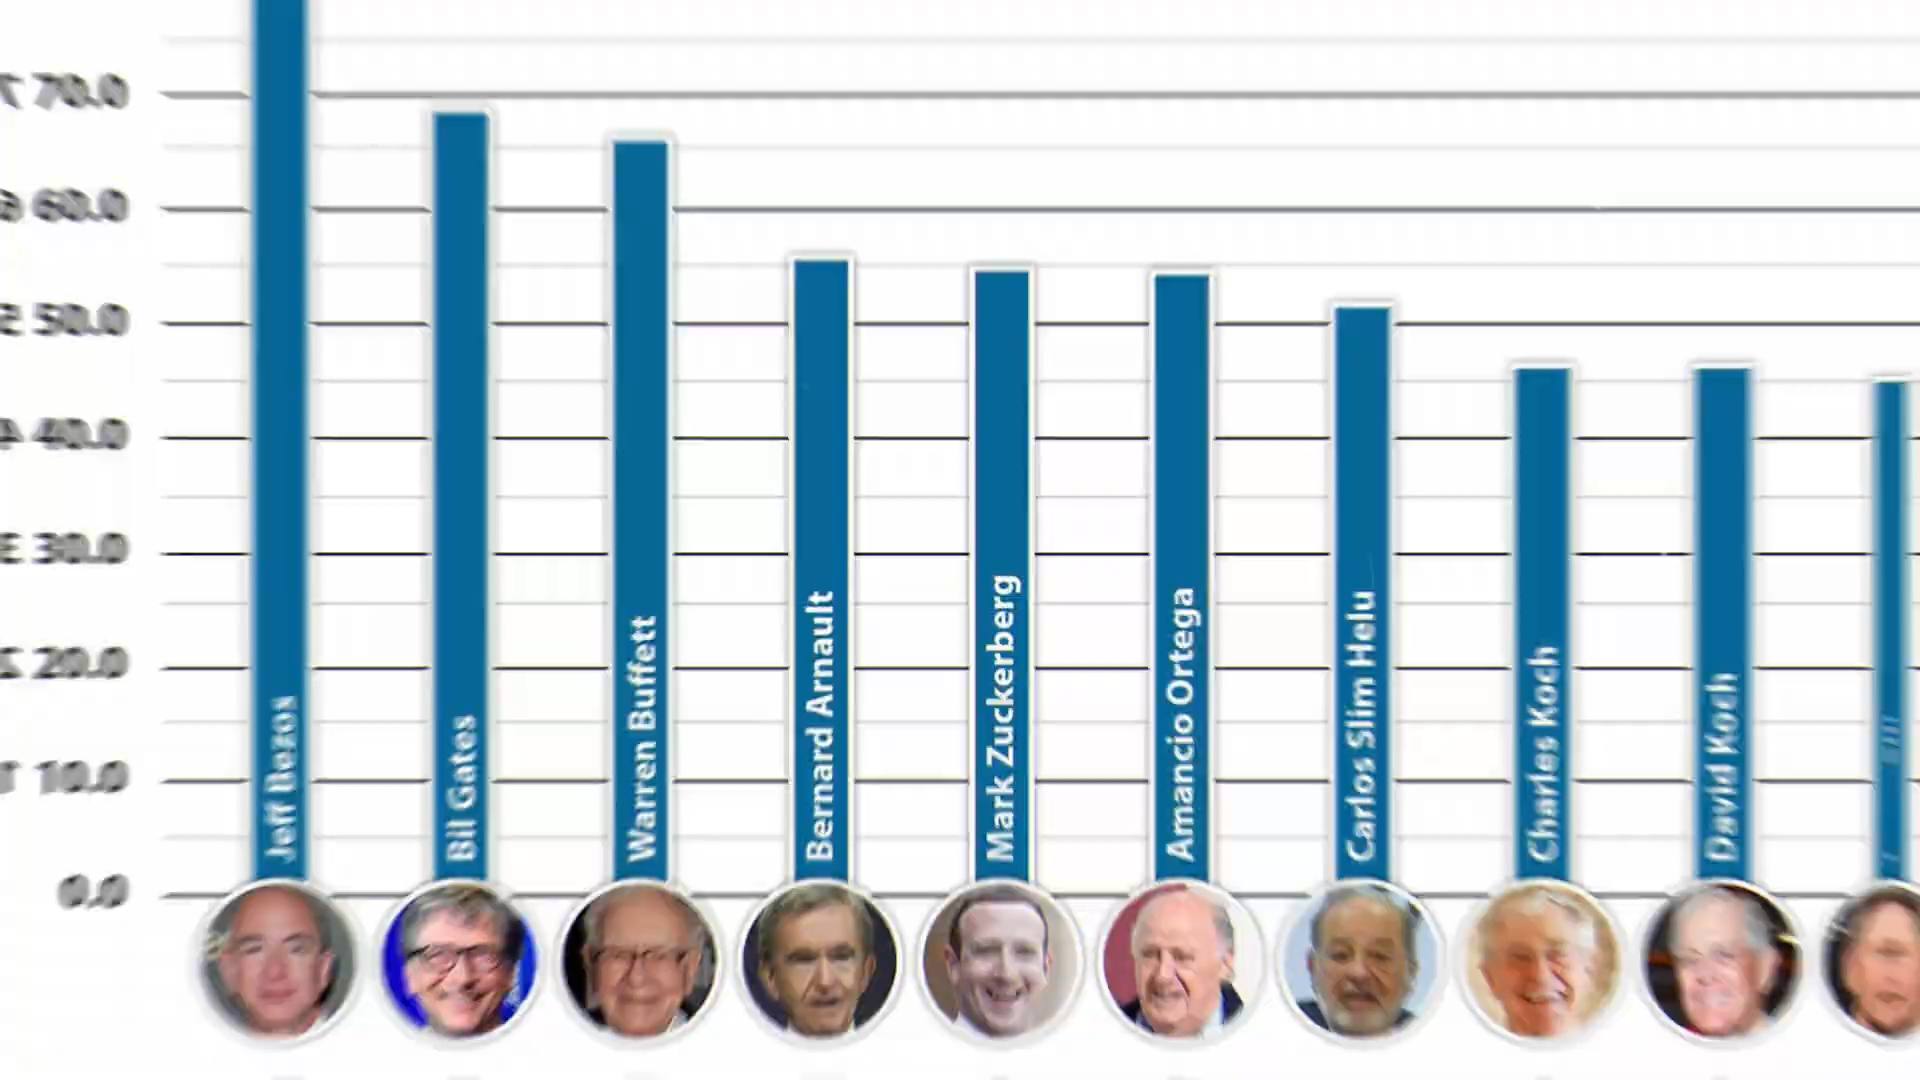 70.0
60.0
50.0
40.0
30.0
20.0
10.0
0.0
Jeff Bezos
Bil Gates
Warren Buffett
Bernard Arnault
Mark Zuckerberg
Amancio Ortega
Carlos Slim Helu
Charles Koch
David Koch